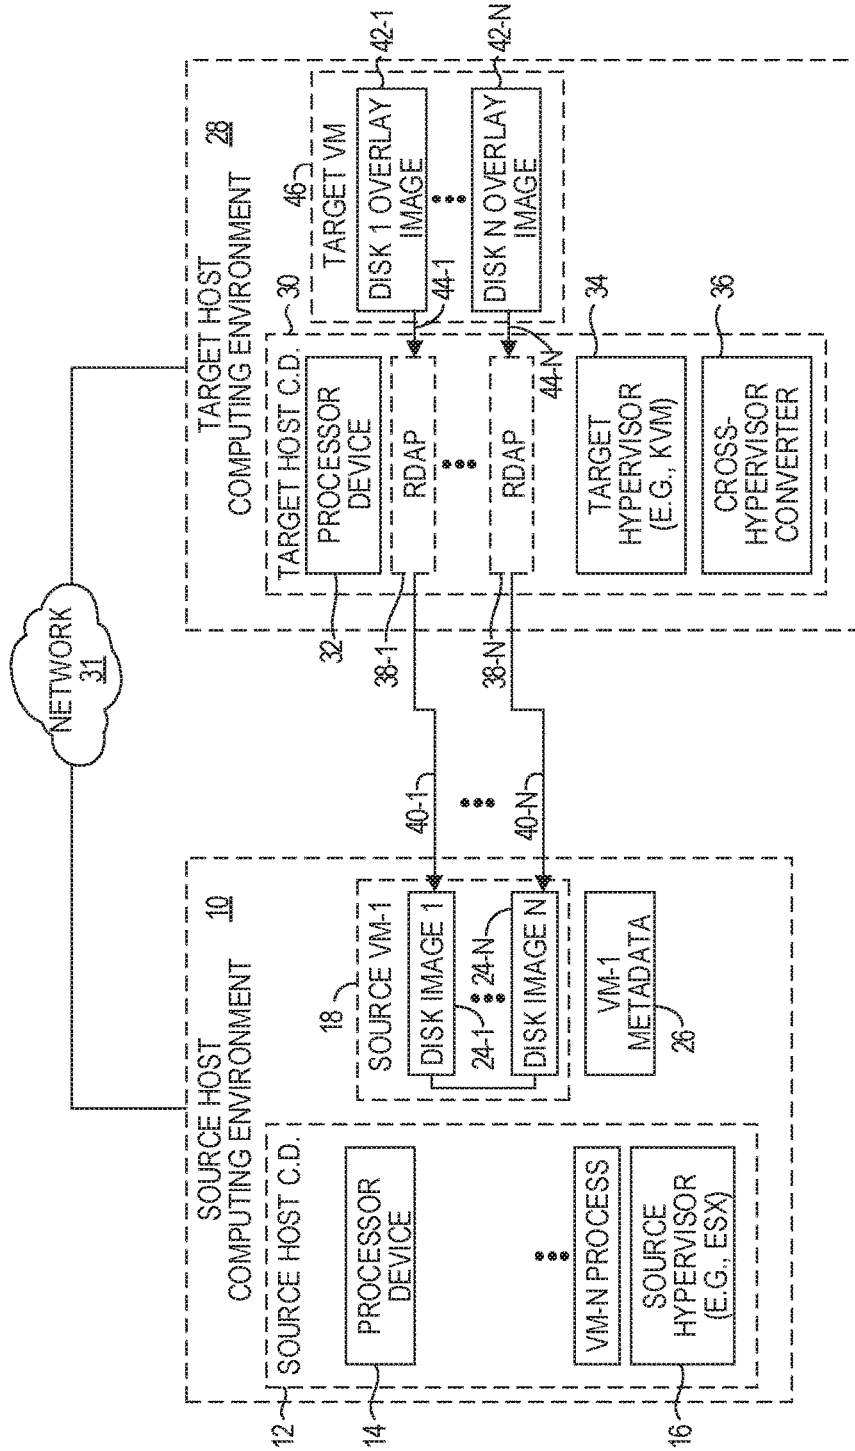 NETWORK
31
SOURCE HOST
COMPUTING ENVIRONMENT
10
12
SOURCE HOST C.D.
14
PROCESSOR
DEVICE
VM-N PROCESS
16
SOURCE
HYPERVISOR
(E.G., ESX)
18
SOURCE VM-1
DISK IMAGE 1
24-1
24-N
DISK IMAGE N
VM-1
METADATA
26
40-1
40-N
TARGET HOST
COMPUTING ENVIRONMENT
28
TARGET HOST C.D.
30
32
PROCESSOR
DEVICE
38-1
RDAP
38-N
RDAP
TARGET
HYPERVISOR
(E.G., KVM)
34
CROSS-
HYPERVISOR
CONVERTER
36
46
TARGET VM
DISK 1 OVERLAY
IMAGE
42-1
44-1
DISK N OVERLAY
IMAGE
42-N
44-N